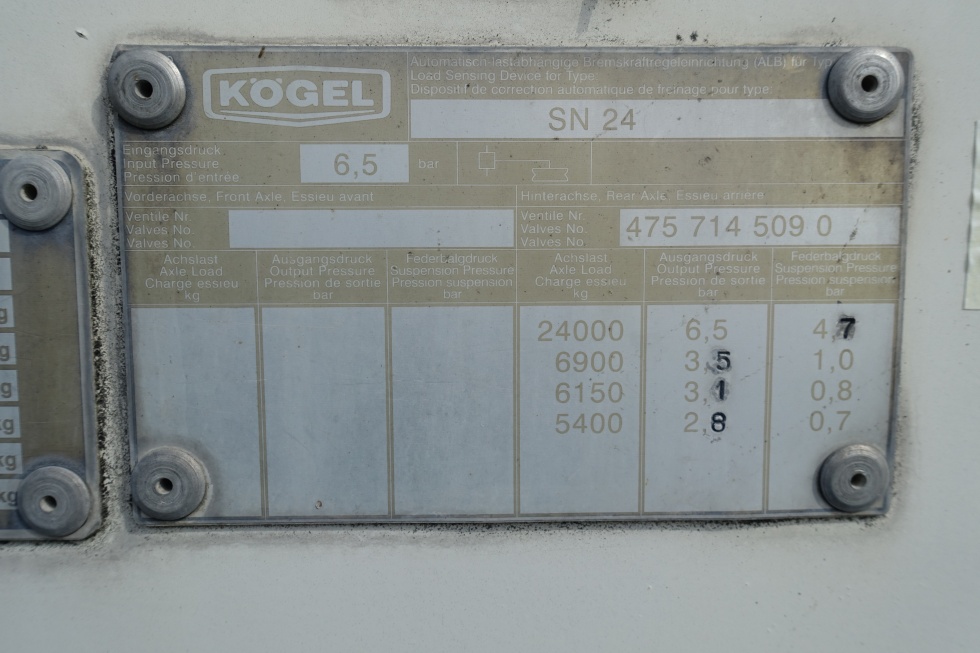 KÖGEL
Automatisch lastabhängige Bremskraftregeleinrichtung (ALB) für Typ
Load Sensing Device for Type:
Dispositif de correction automatique de freinage pour type:
SN 24
Eingangsdruck
Input Pressure
Pression d'entrée
6,5 bar
Vorderachse, Front Axle, Essieu avant
Hinterachse, Rear Axle, Essieu arrière
Ventile Nr.
Valves No.
Valves No.
Ventile Nr.
Valves No.
Valves No.
475 714 509 0
Achslast
Axle Load
Charge essieu
kg
Ausgangsdruck
Output Pressure
Pression de sortie
bar
Federbalgdruck
Suspension Pressure
Pression suspension
bar
Achslast
Axle Load
Charge essieu
kg
Ausgangsdruck
Output Pressure
Pression de sortie
bar
Federbalgdruck
Suspension Pressure
Pression suspension
bar
24000 6,5 4,7
6900 3,5 1,0
6150 3,1 0,8
5400 2,8 0,7
kg
kg
kg
kg
kg
kg